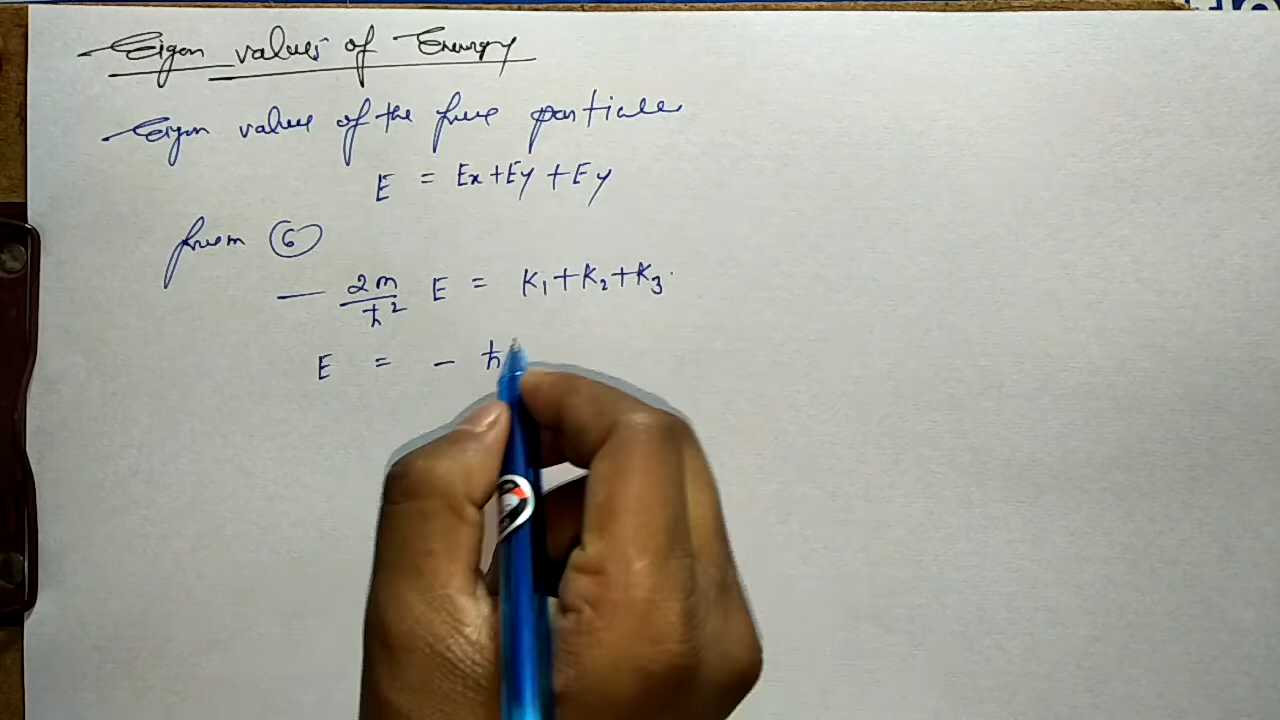 Eigen values of Energy
Eigen values of the free particle
E = Ex + Ey + Ey
from ⑥
— 2m/ħ² E = K₁ + K₂ + K₃.
E = - ħ